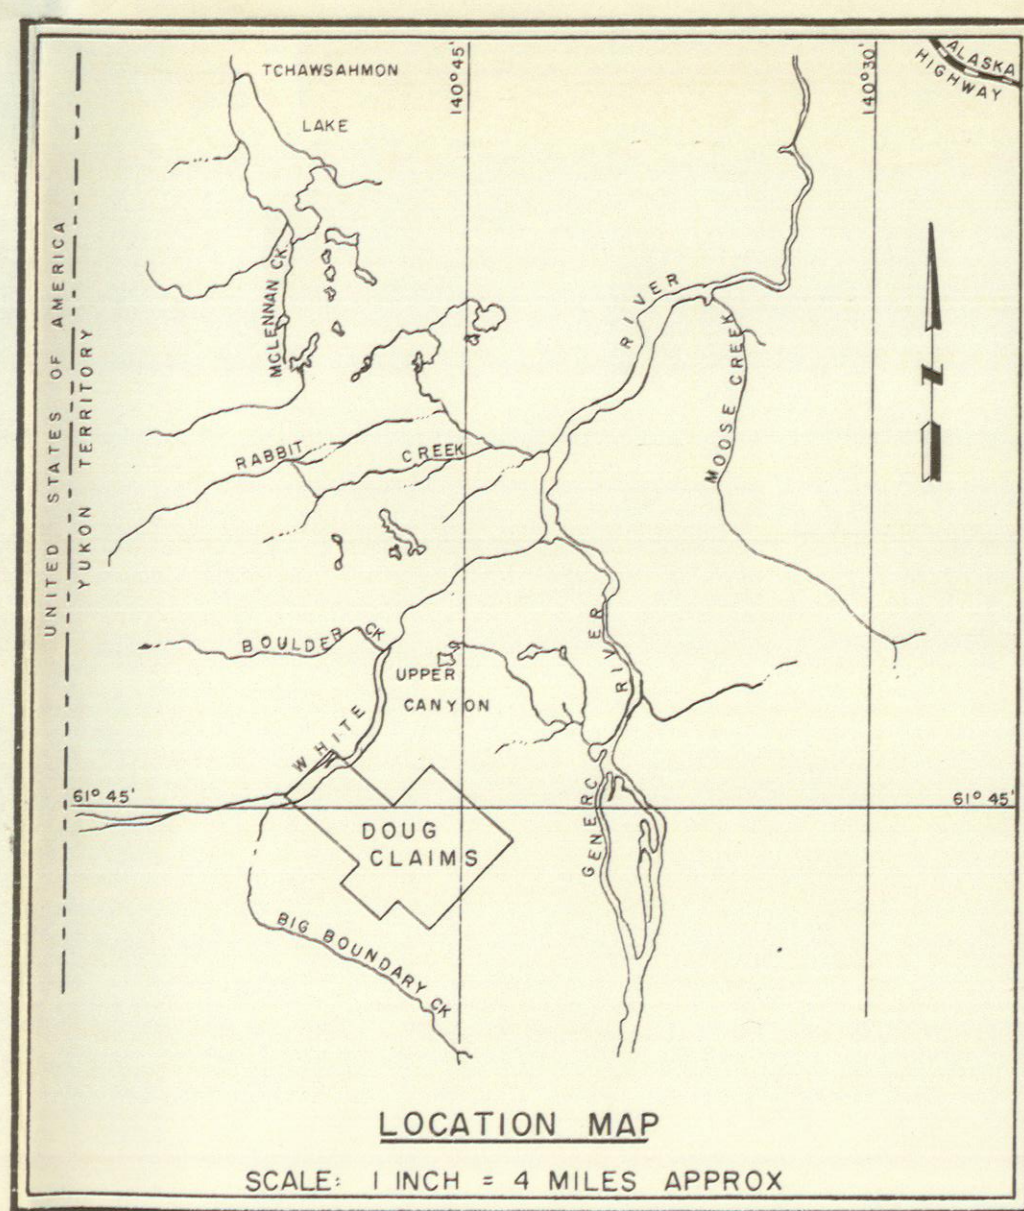 TCHAWSAHMON
LAKE
140°45'
140°30'
ALASKA
HIGHWAY
UNITED STATES OF AMERICA
YUKON TERRITORY
MCLENNAN CK.
RIVER
MOOSE CREEK
N
RABBIT CREEK
BOULDER CK
UPPER
CANYON
RIVER
RIVER
WHITE
61° 45'
61° 45'
GENERC
DOUG
CLAIMS
BIG BOUNDARY CK
LOCATION MAP
SCALE: 1 INCH = 4 MILES APPROX